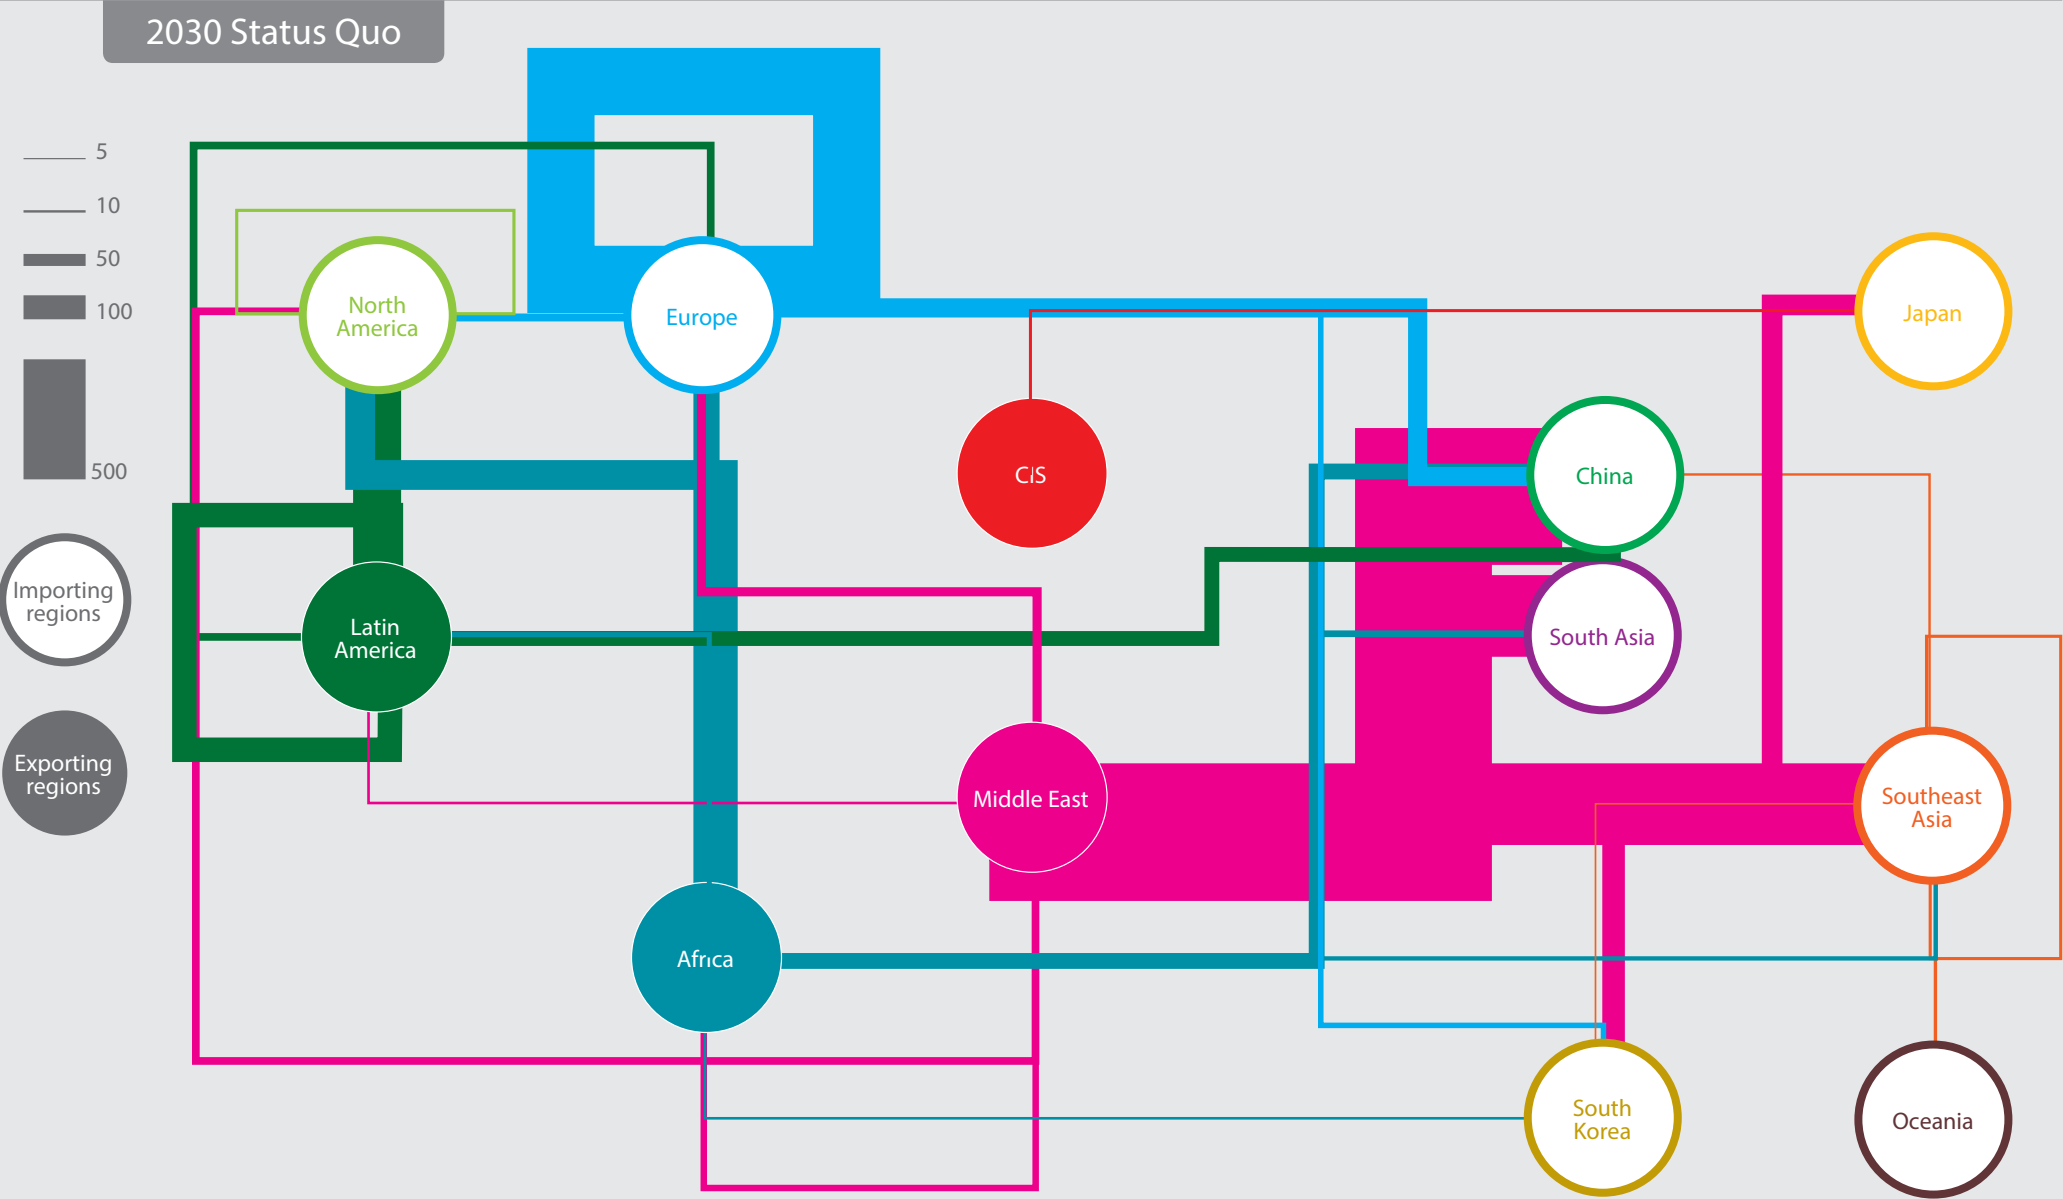 2030 Status Quo
5
10
50
100
500
Importing
regions
Exporting
regions
North
America
Europe
Japan
CIS
China
Latin
America
South Asia
Middle East
Southeast
Asia
Africa
South
Korea
Oceania